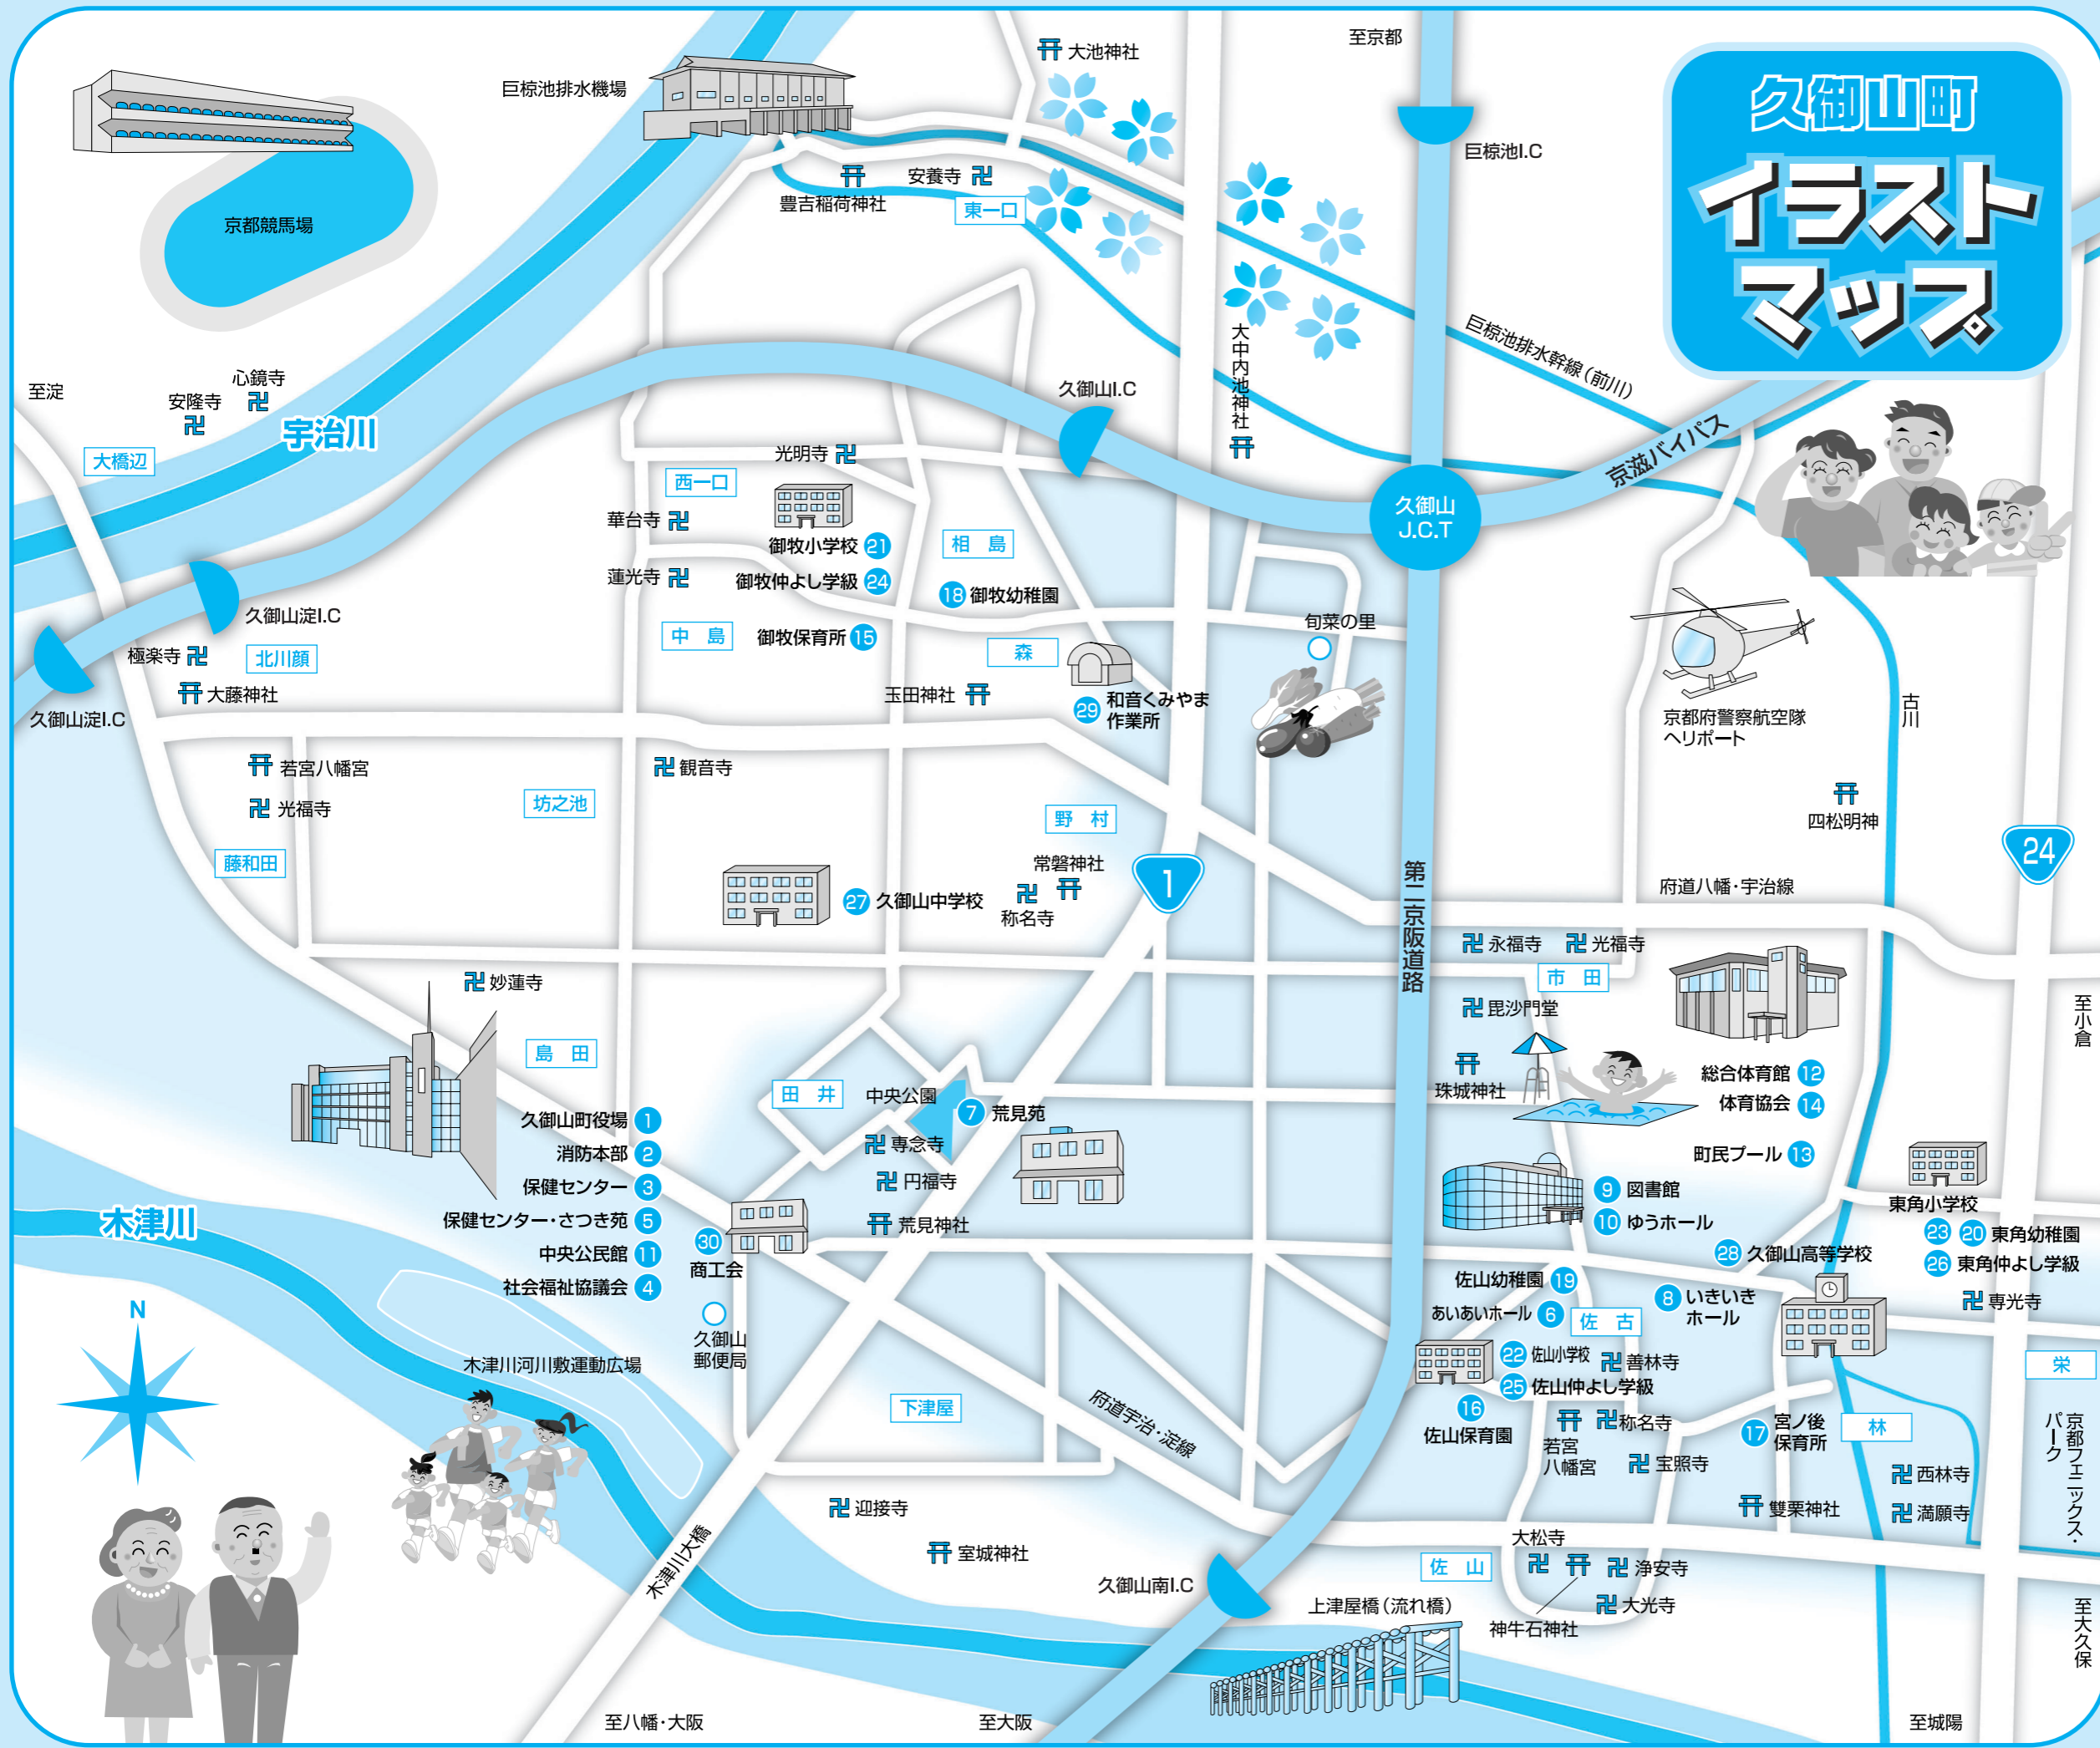 久御山町
イラスト
マップ
至京都
大池神社
巨椋池排水機場
巨椋池I.C
京都競馬場
豊吉稲荷神社
安養寺
東一口
大中内池神社
巨椋池排水幹線（前川）
京滋バイパス
至淀
心鏡寺
安隆寺
宇治川
大橋辺
久御山I.C
光明寺
西一口
華台寺
御牧小学校 21
蓮光寺
御牧仲よし学級 24
相 島
18 御牧幼稚園
久御山
J.C.T
久御山淀I.C
中 島
御牧保育所 15
森
旬菜の里
極楽寺
北川顔
大藤神社
久御山淀I.C
玉田神社
29 和音くみやま
作業所
京都府警察航空隊
ヘリポート
古川
若宮八幡宮
観音寺
光福寺
坊之池
野 村
四松明神
藤和田
常磐神社
1
24
27 久御山中学校
称名寺
第二京阪道路
府道八幡・宇治線
永福寺
光福寺
市 田
妙蓮寺
毘沙門堂
至小倉
島 田
田 井
中央公園
7 荒見苑
珠城神社
総合体育館 12
体育協会 14
久御山町役場 1
消防本部 2
保健センター 3
保健センター・さつき苑 5
中央公民館 11
社会福祉協議会 4
専念寺
円福寺
荒見神社
町民プール 13
9 図書館
10 ゆうホール
東角小学校
23 20 東角幼稚園
26 東角仲よし学級
専光寺
木津川
30
商工会
28 久御山高等学校
佐山幼稚園 19
あいあいホール 6
佐古
8 いきいき
ホール
N
久御山
郵便局
木津川河川敷運動広場
22 佐山小学校
善林寺
25 佐山仲よし学級
栄
16
佐山保育園
下津屋
府道宇治・淀線
若宮
八幡宮
称名寺
17 宮ノ後
保育所
林
京都フェニックス・
パーク
宝照寺
西林寺
迎接寺
雙栗神社
満願寺
室城神社
木津川大橋
大松寺
久御山南I.C
佐 山
浄安寺
大光寺
上津屋橋（流れ橋）
神牛石神社
至大久保
至八幡・大阪
至大阪
至城陽